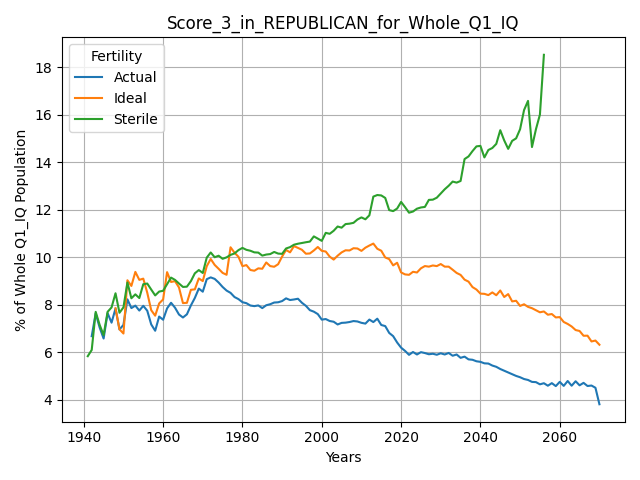 Score_3_in_REPUBLICAN_for_Whole_Q1_IQ
Fertility
Actual
Ideal
Sterile
% of Whole Q1_IQ Population
18
16
14
12
10
8
6
4
1940 1960 1980 2000 2020 2040 2060
Years